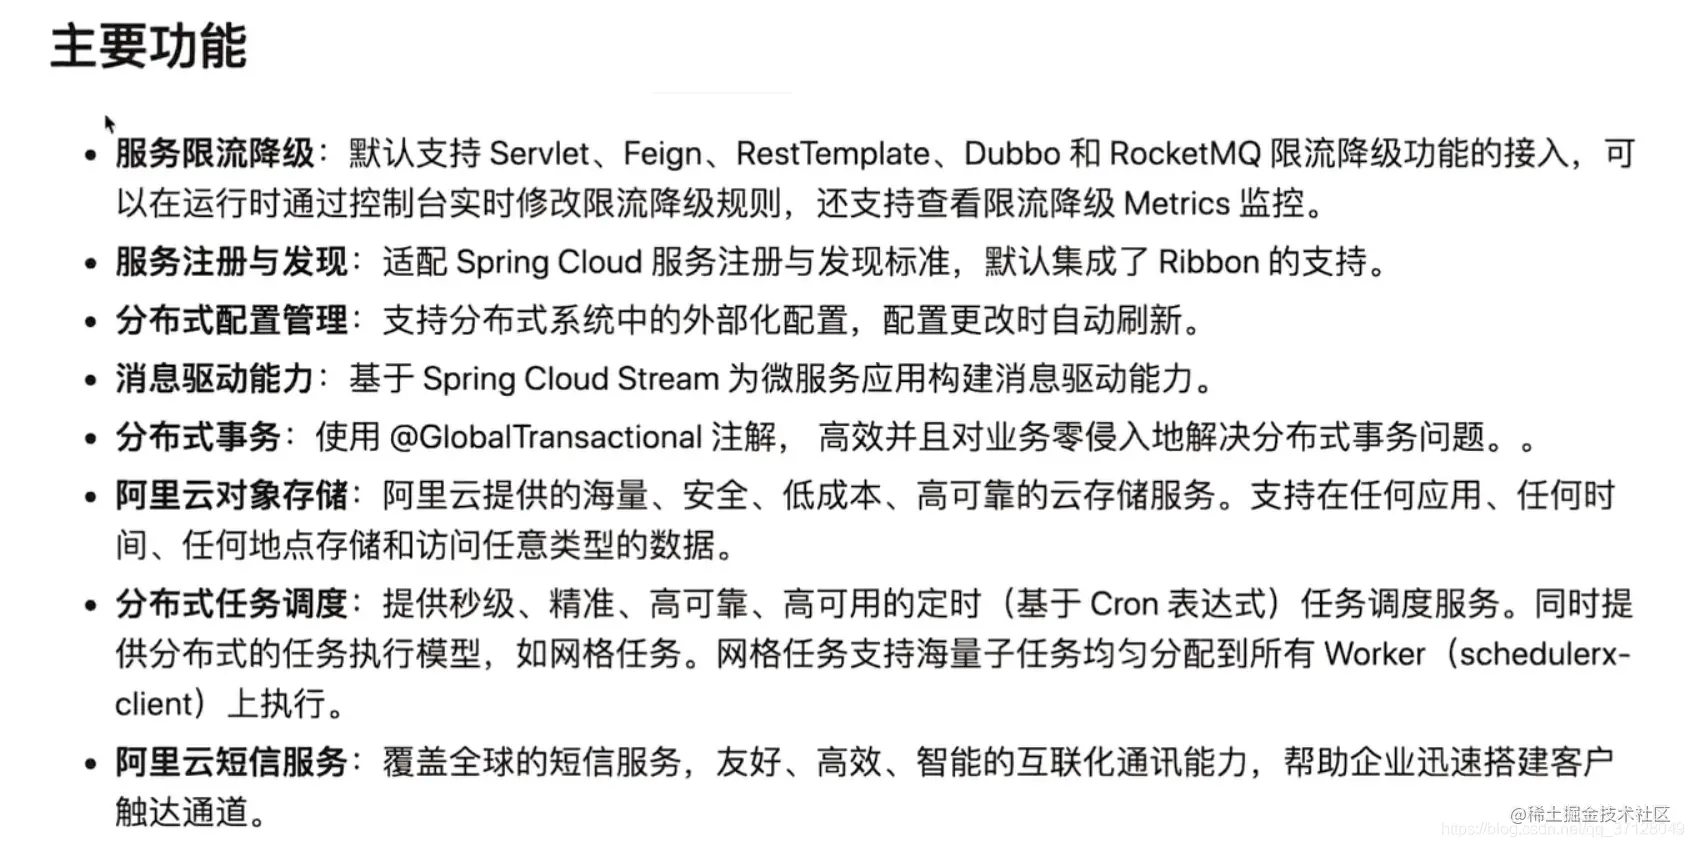 主要功能
服务限流降级：默认支持 Servlet、Feign、RestTemplate、Dubbo 和 RocketMQ 限流降级功能的接入，可
以在运行时通过控制台实时修改限流降级规则，还支持查看限流降级 Metrics 监控。
服务注册与发现：适配 Spring Cloud 服务注册与发现标准，默认集成了 Ribbon 的支持。
分布式配置管理：支持分布式系统中的外部化配置，配置更改时自动刷新。
消息驱动能力：基于 Spring Cloud Stream 为微服务应用构建消息驱动能力。
分布式事务：使用 @GlobalTransactional 注解， 高效并且对业务零侵入地解决分布式事务问题。。
阿里云对象存储：阿里云提供的海量、安全、低成本、高可靠的云存储服务。支持在任何应用、任何时
间、任何地点存储和访问任意类型的数据。
分布式任务调度：提供秒级、精准、高可靠、高可用的定时（基于 Cron 表达式）任务调度服务。同时提
供分布式的任务执行模型，如网格任务。网格任务支持海量子任务均匀分配到所有 Worker（schedulerx-
client）上执行。
阿里云短信服务：覆盖全球的短信服务，友好、高效、智能的互联化通讯能力，帮助企业迅速搭建客户
触达通道。
@稀土掘金技术社区
https://blog.csdn.net/qq_37128049